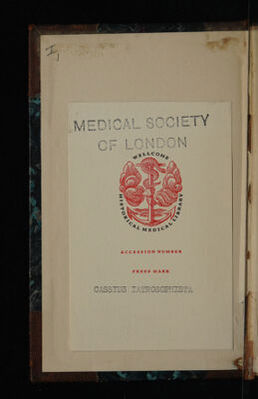 MEDICAL SOCIETY
OF LONDON
WELLCOME
HISTORICAL MEDICAL LIBRARY
ACCESSION NUMBER
PRESS MARK
CASSIUS IATROSOPHISTA